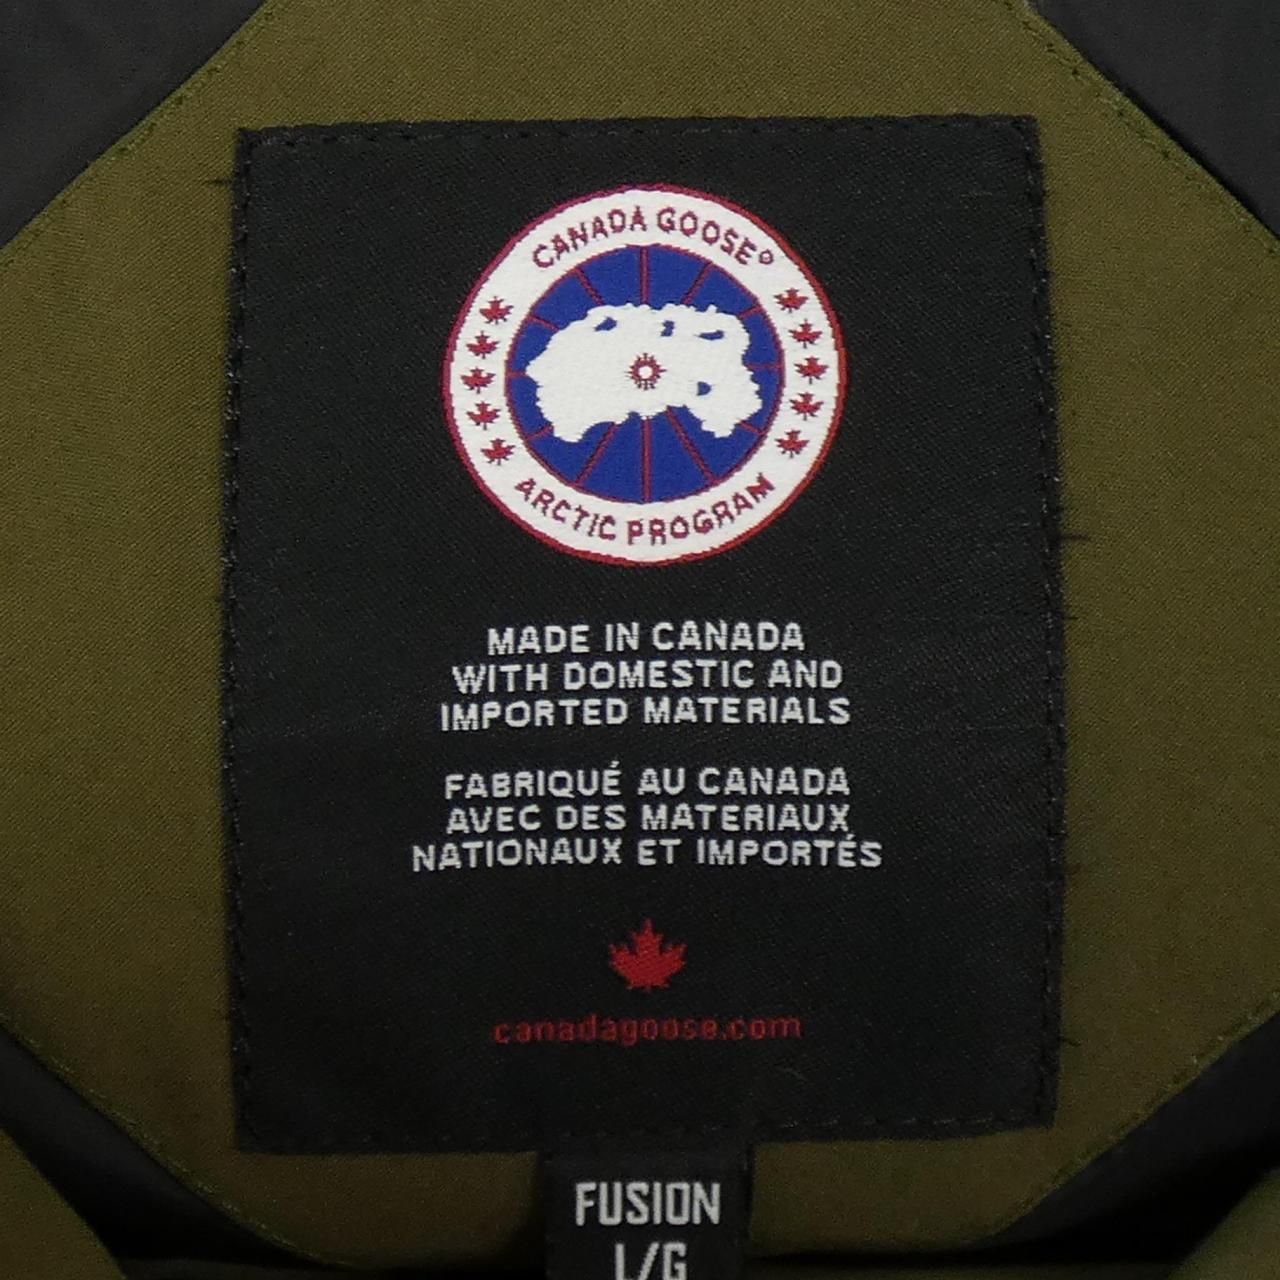 CANADA GOOSE®
ARCTIC PROGRAM
MADE IN CANADA
WITH DOMESTIC AND
IMPORTED MATERIALS
FABRIQUÉ AU CANADA
AVEC DES MATERIAUX
NATIONAUX ET IMPORTÉS
canadagoose.com
FUSION
L/G